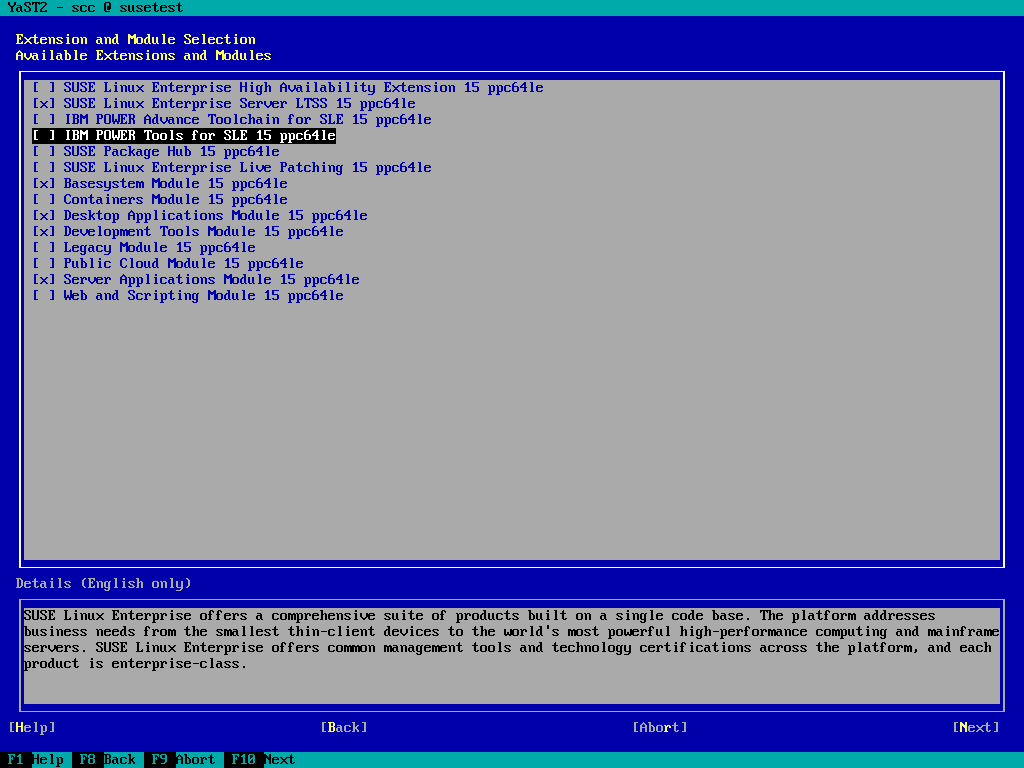 YaST2 - scc @ susetest
Extension and Module Selection
Available Extensions and Modules
[ ] SUSE Linux Enterprise High Availability Extension 15 ppc64le
[x] SUSE Linux Enterprise Server LTSS 15 ppc64le
[ ] IBM POWER Advance Toolchain for SLE 15 ppc64le
[ ] IBM POWER Tools for SLE 15 ppc64le
[ ] SUSE Package Hub 15 ppc64le
[ ] SUSE Linux Enterprise Live Patching 15 ppc64le
[x] Basesystem Module 15 ppc64le
[ ] Containers Module 15 ppc64le
[x] Desktop Applications Module 15 ppc64le
[x] Development Tools Module 15 ppc64le
[ ] Legacy Module 15 ppc64le
[ ] Public Cloud Module 15 ppc64le
[x] Server Applications Module 15 ppc64le
[ ] Web and Scripting Module 15 ppc64le
Details (English only)
SUSE Linux Enterprise offers a comprehensive suite of products built on a single code base. The platform addresses
business needs from the smallest thin-client devices to the world's most powerful high-performance computing and mainframe
servers. SUSE Linux Enterprise offers common management tools and technology certifications across the platform, and each
product is enterprise-class.
[Help] [Back] [Abort] [Next]
F1 Help F8 Back F9 Abort F10 Next